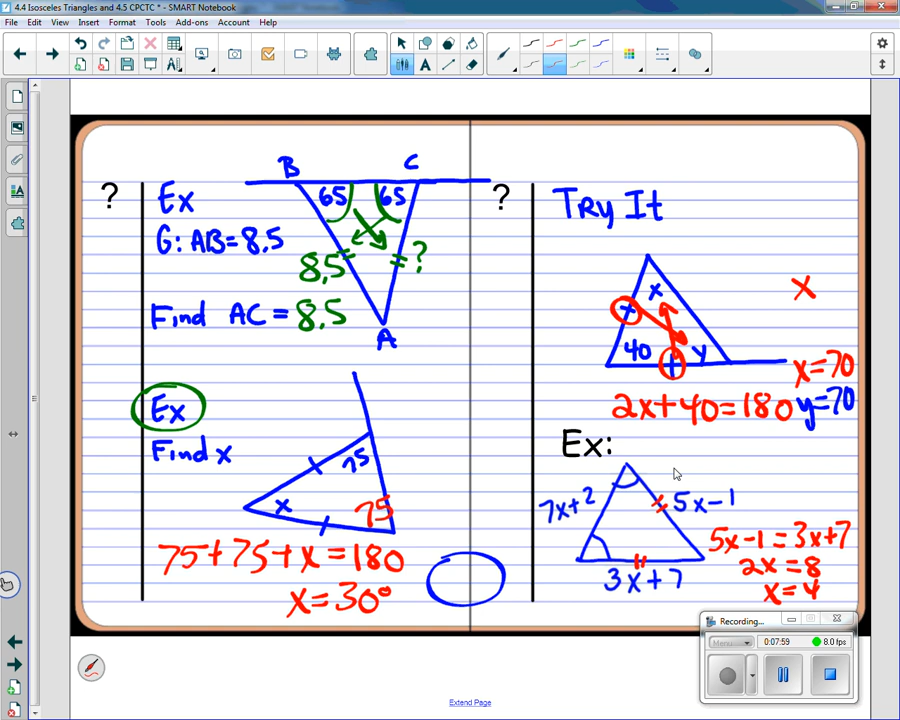 4.4 Isosceles Triangles and 4.5 CPCTC * - SMART Notebook
File Edit View Insert Format Tools Add-ons Account Help
?
Ex
G: AB=8.5
B
C
65
65
8.5
?
Find AC = 8.5
A
Ex
Find x
75
x
75
75+75+x=180
x=30°
?
Try It
x
x
40
y
x=70
2x+40=180
y=70
Ex:
7x+2
5x-1
3x+7
5x-1=3x+7
2x=8
x=4
Recording...
Menu
0:07:59
8.0 fps
Extend Page